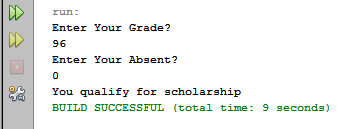 run:
Enter Your Grade?
96
Enter Your Absent?
0
You qualify for scholarship
BUILD SUCCESSFUL (total time: 9 seconds)